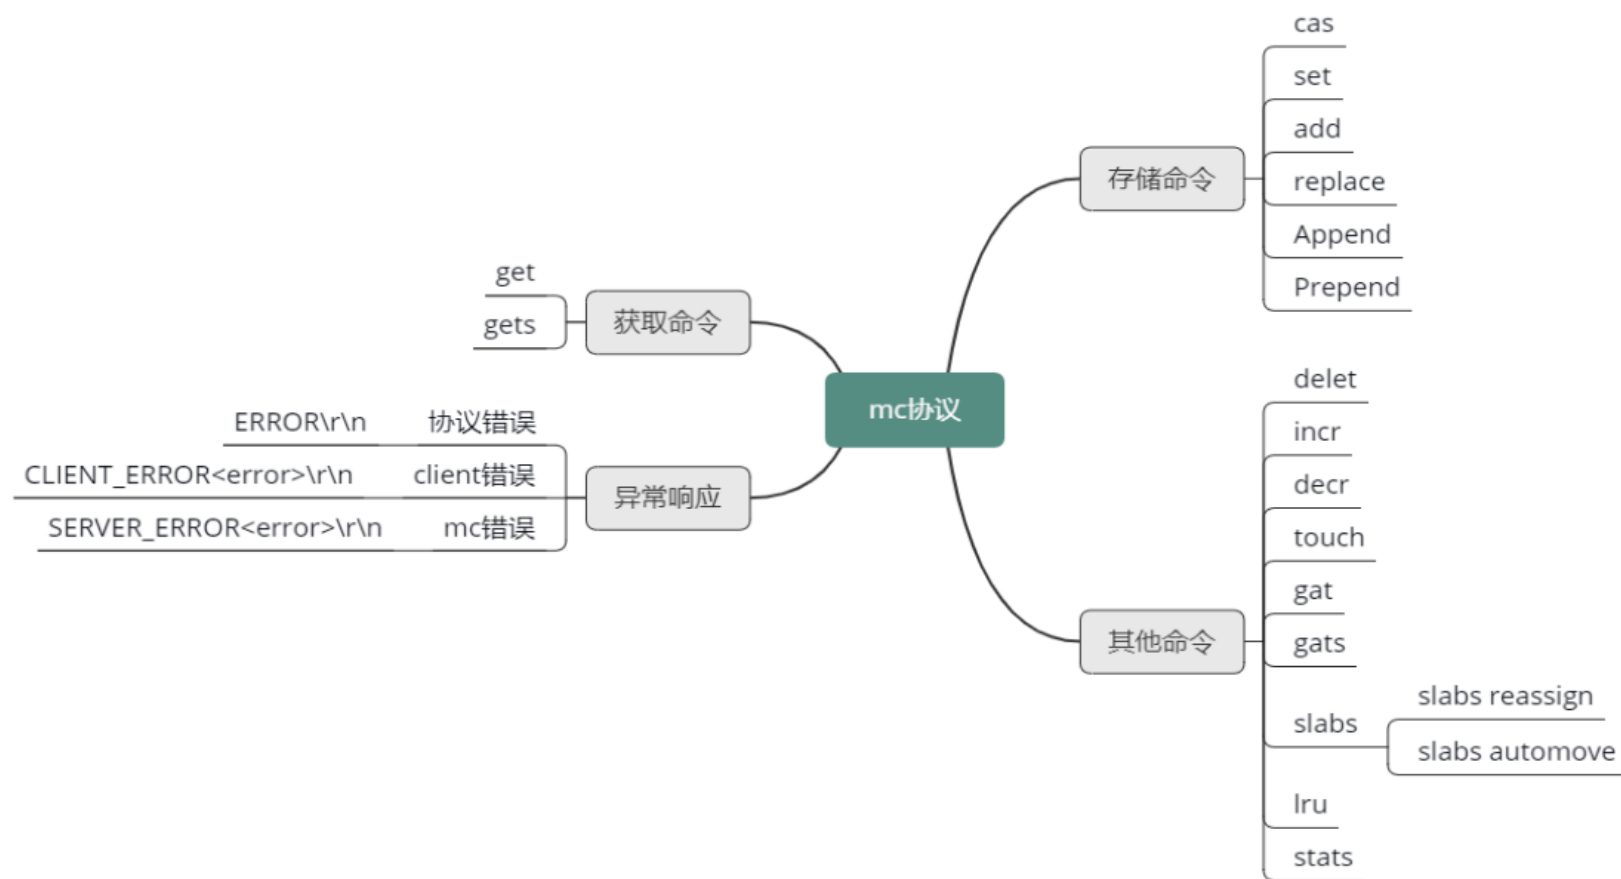 mc协议
存储命令
cas
set
add
replace
Append
Prepend
获取命令
get
gets
异常响应
协议错误
ERROR\r\n
client错误
CLIENT_ERROR<error>\r\n
mc错误
SERVER_ERROR<error>\r\n
其他命令
delet
incr
decr
touch
gat
gats
slabs
slabs reassign
slabs automove
lru
stats